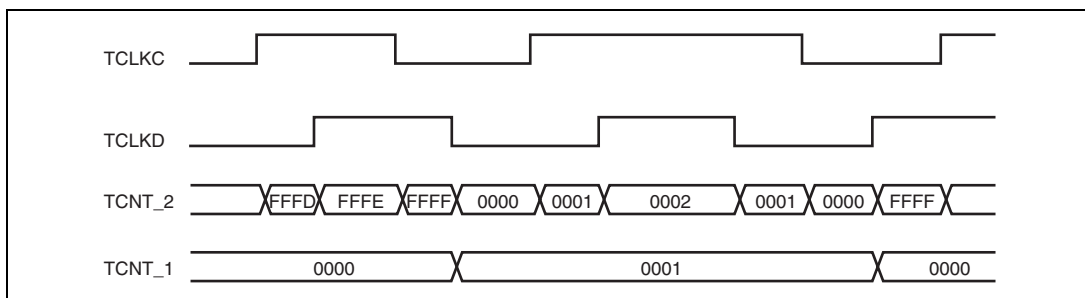 TCLKC
TCLKD
TCNT_2 FFFD FFFE FFFF 0000 0001 0002 0001 0000 FFFF
TCNT_1 0000 0001 0000